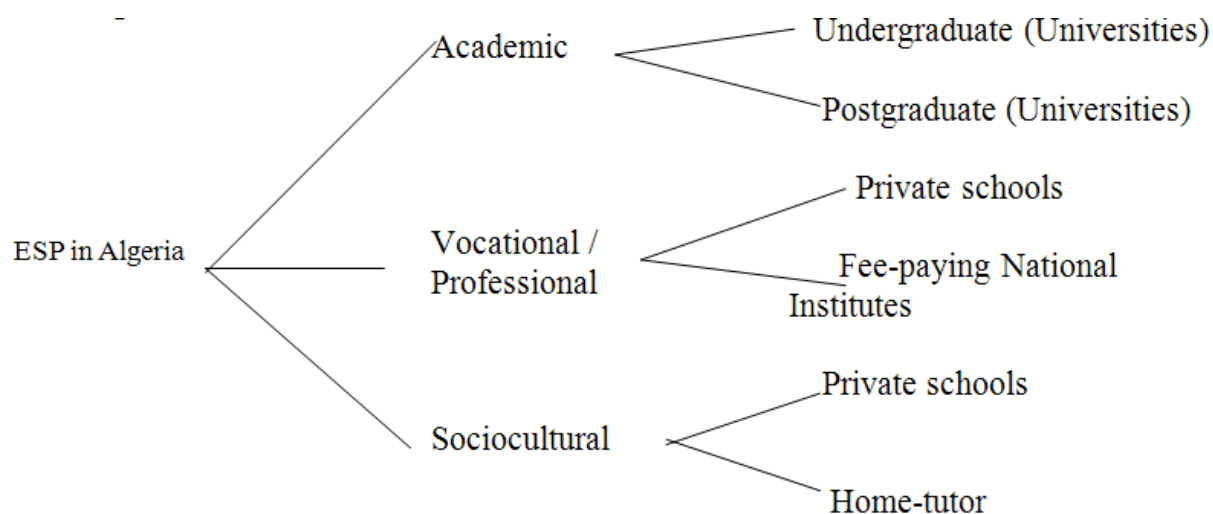 Academic
Undergraduate (Universities)
Postgraduate (Universities)
ESP in Algeria
Vocational /
Professional
Private schools
Fee-paying National
Institutes
Sociocultural
Private schools
Home-tutor